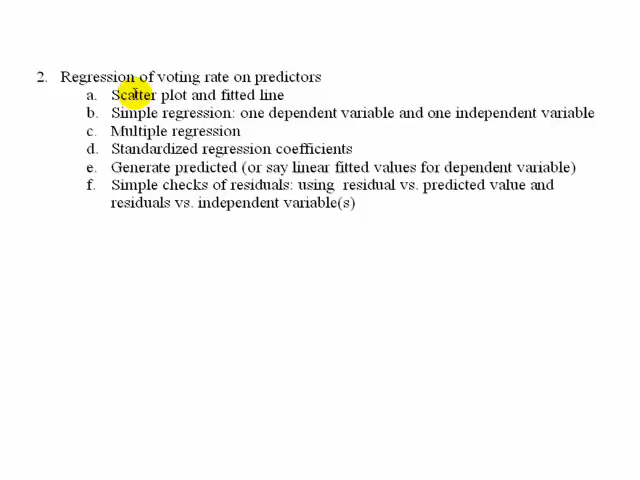 2. Regression of voting rate on predictors
a. Scatter plot and fitted line
b. Simple regression: one dependent variable and one independent variable
c. Multiple regression
d. Standardized regression coefficients
e. Generate predicted (or say linear fitted values for dependent variable)
f. Simple checks of residuals: using residual vs. predicted value and
residuals vs. independent variable(s)